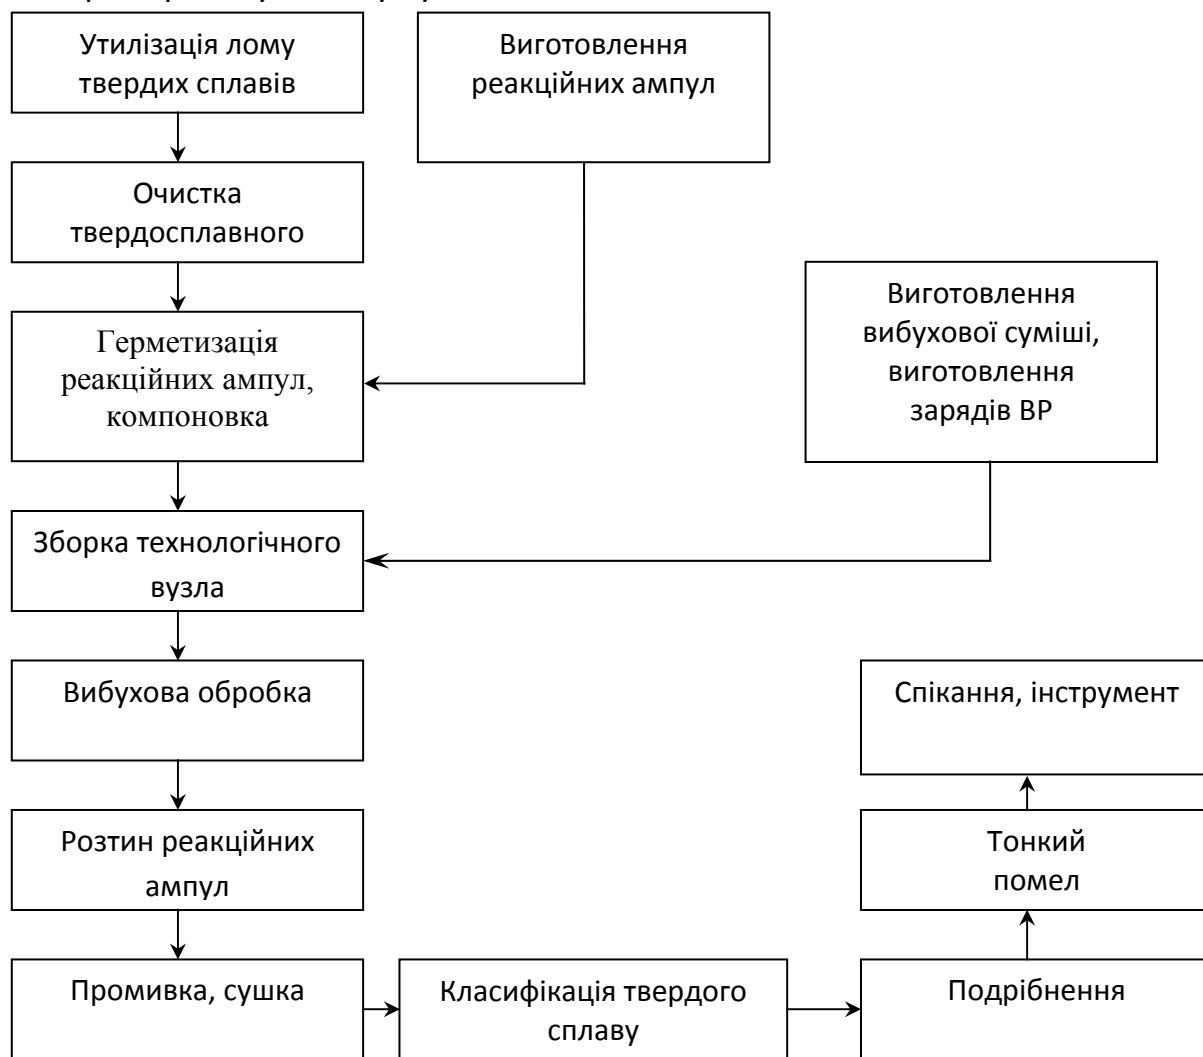 Утилізація лому
твердих сплавів
Виготовлення
реакційних ампул
Очистка
твердосплавного
Герметизація
реакційних ампул,
компоновка
Виготовлення
вибухової суміші,
виготовлення
зарядів ВР
Зборка технологічного
вузла
Вибухова обробка
Спікання, інструмент
Розтин реакційних
ампул
Тонкий
помел
Промивка, сушка
Класифікація твердого
сплаву
Подрібнення